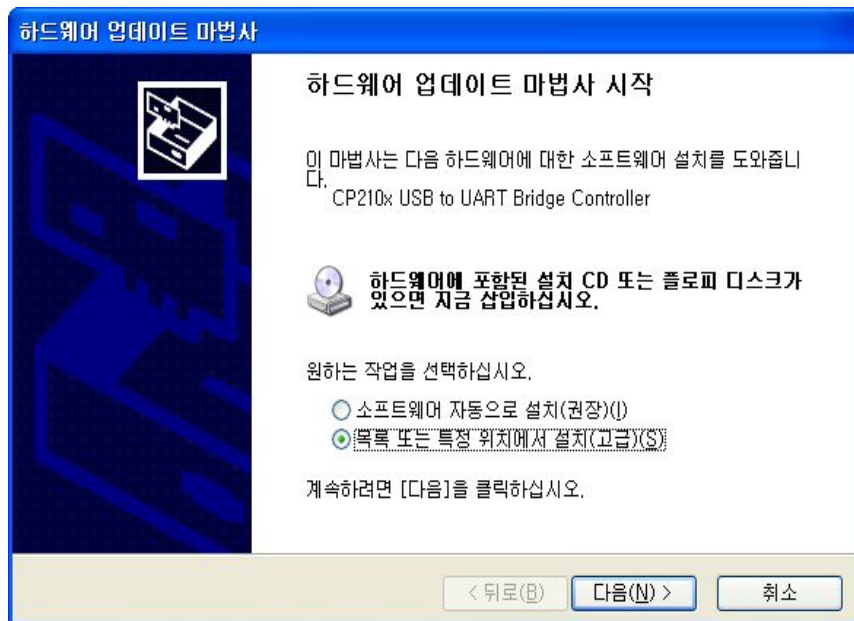 하드웨어 업데이트 마법사
하드웨어 업데이트 마법사 시작
이 마법사는 다음 하드웨어에 대한 소프트웨어 설치를 도와줍니
다.
CP210x USB to UART Bridge Controller
하드웨어에 포함된 설치 CD 또는 플로피 디스크가
있으면 지금 삽입하십시오.
원하는 작업을 선택하십시오.
소프트웨어 자동으로 설치(권장)(I)
목록 또는 특정 위치에서 설치(고급)(S)
계속하려면 [다음]을 클릭하십시오.
< 뒤로(B) 다음(N) > 취소